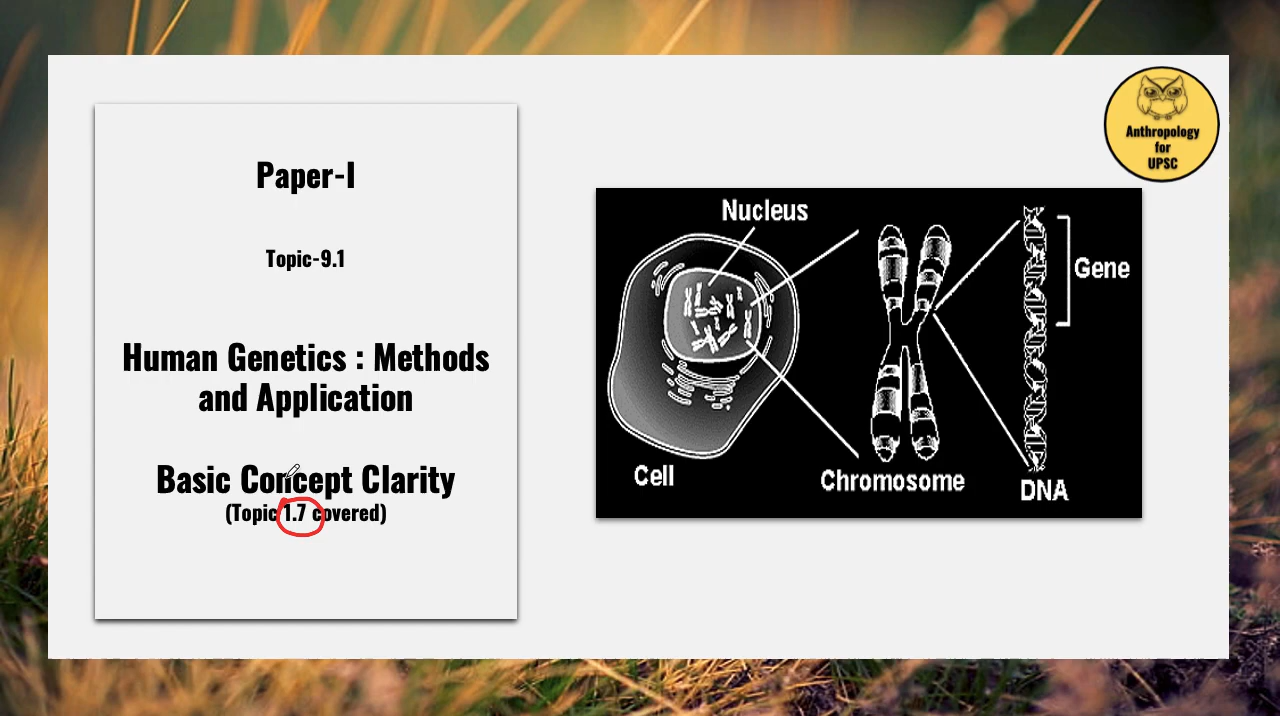 Paper-I
Topic-9.1
Human Genetics : Methods
and Application
Basic Concept Clarity
(Topic 1.7 covered)
Anthropology
for
UPSC
Nucleus
Gene
Cell
Chromosome
DNA